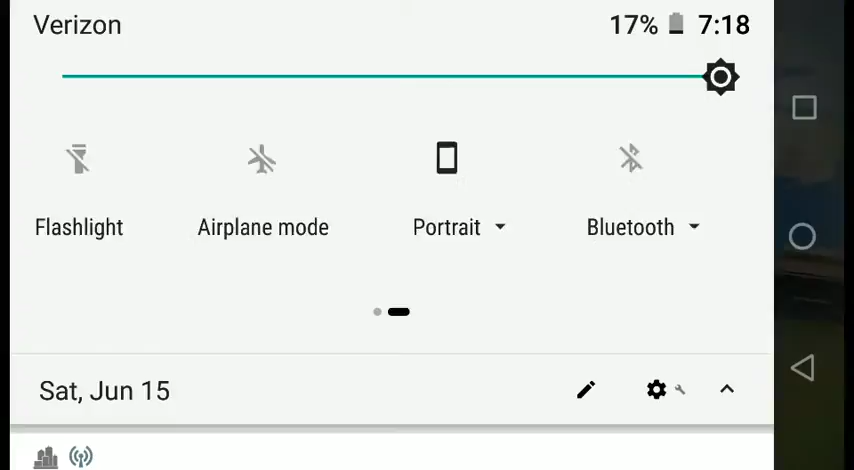 Verizon 17% 7:18
Flashlight Airplane mode Portrait Bluetooth
Sat, Jun 15